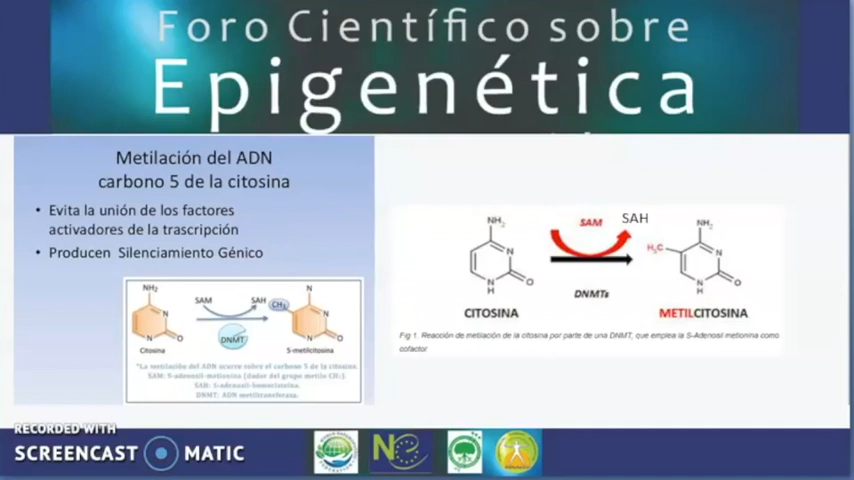 Foro Científico sobre
Epigenética
Metilación del ADN
carbono 5 de la citosina
• Evita la unión de los factores
activadores de la trascripción
• Producen Silenciamiento Génico
NH₂
N
N
O
Citosina
SAM
SAH
DNMT
CH₃
N
N
N
O
5-metilcitosina
*La metilación del ADN ocurre sobre el carbono 5 de la citosina.
SAM: S-adenosil-metionina (dador del grupo metilo CH₃).
SAH: S-adenosil-homocisteína.
DNMT: ADN metiltransferasa.
NH₂
N
N
H
O
CITOSINA
SAM
SAH
DNMTs
NH₂
H₃C
N
N
H
O
METILCITOSINA
Fig 1. Reacción de metilación de la citosina por parte de una DNMT, que emplea la S-Adenosil metionina como
cofactor
RECORDED WITH
SCREENCAST MATIC